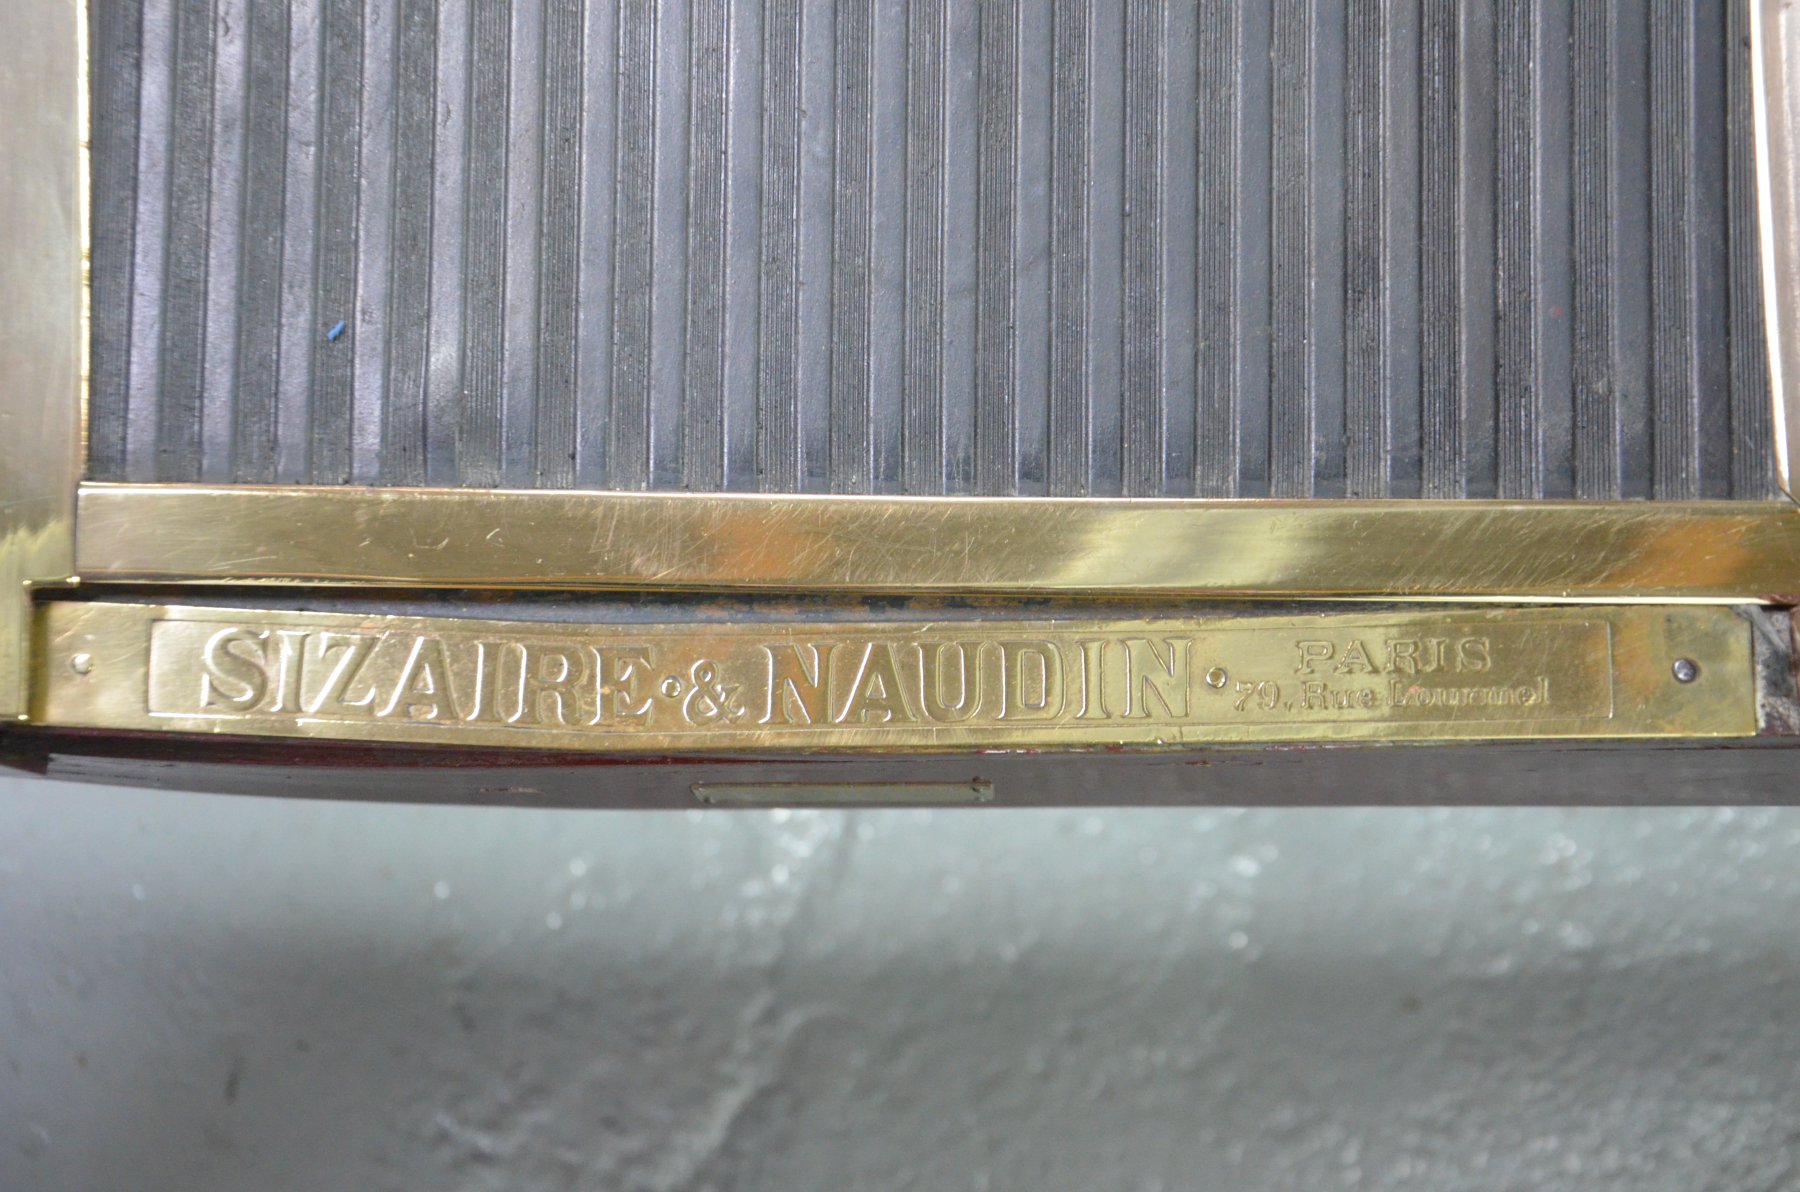 SIZAIRE · & NAUDIN · PARIS
79, Rue Lourmel